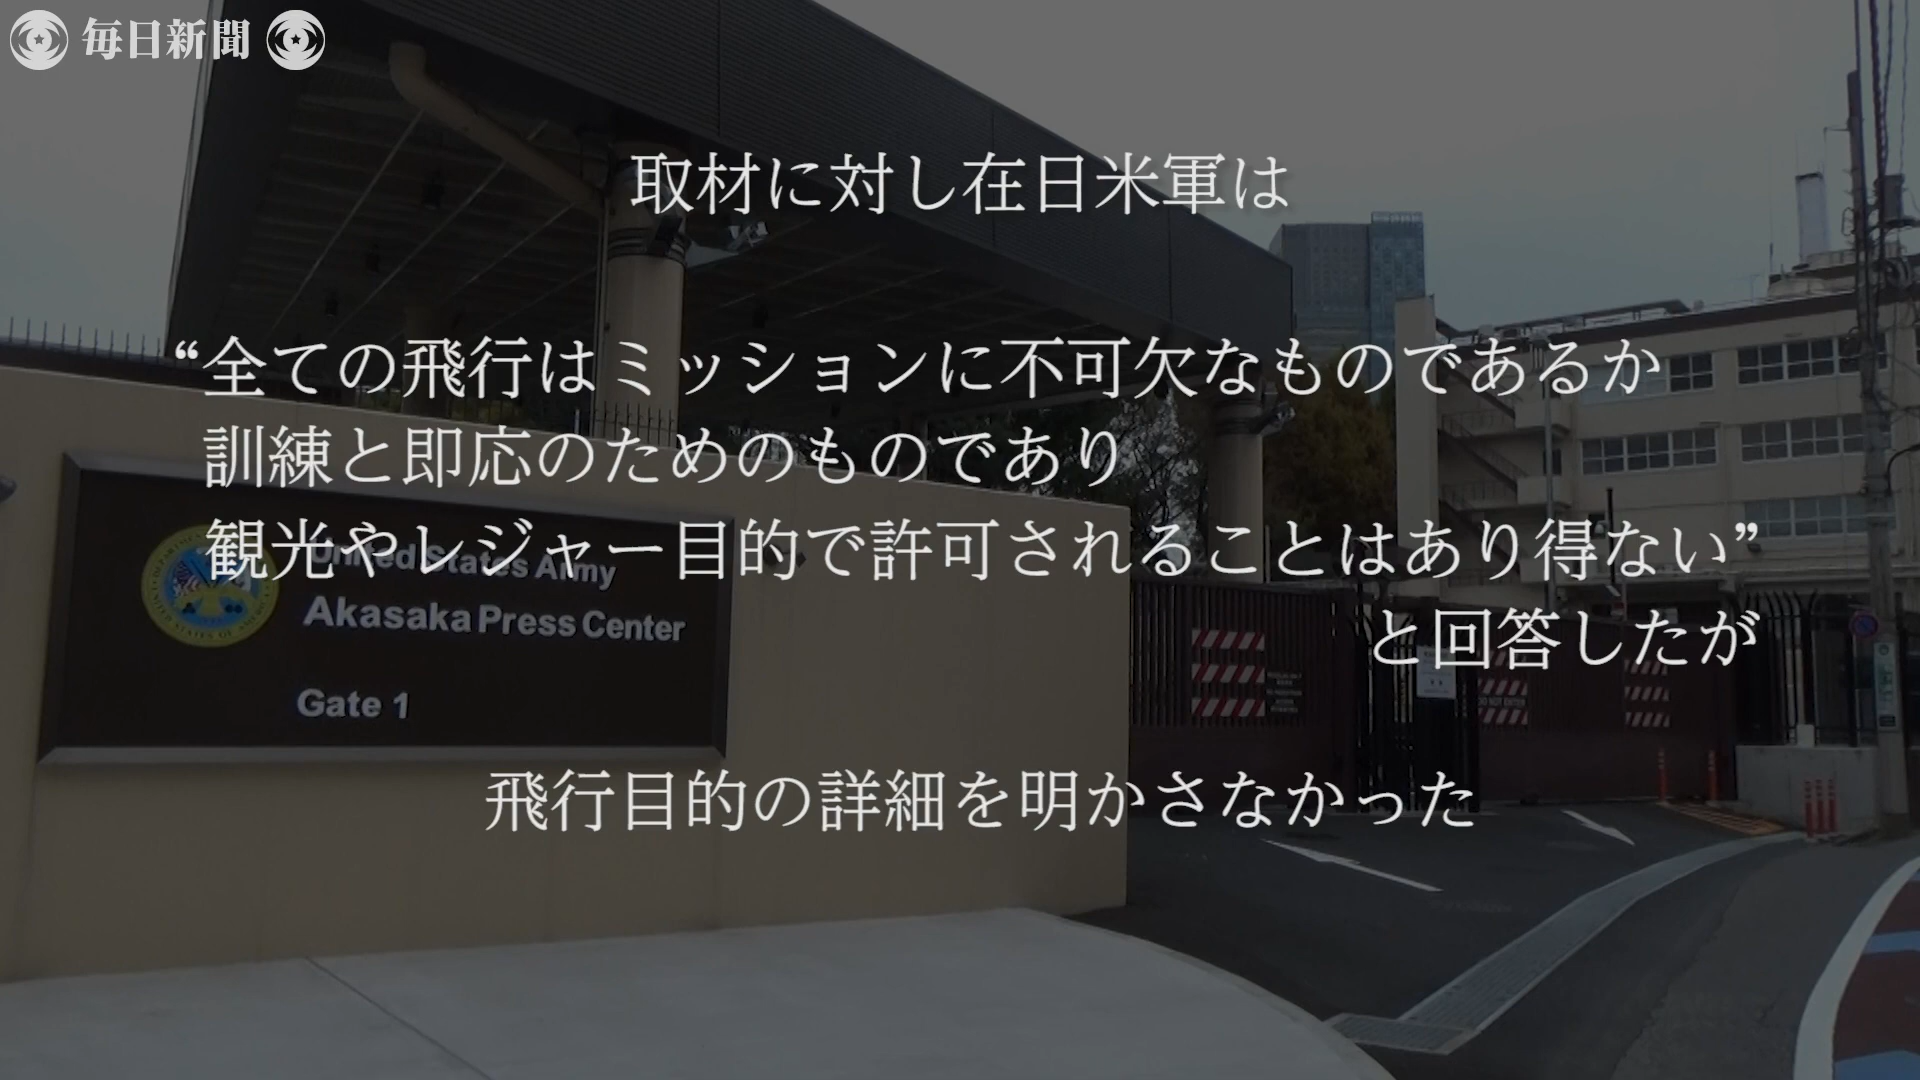 毎日新聞
取材に対し在日米軍は
“全ての飛行はミッションに不可欠なものであるか
訓練と即応のためのものであり
観光やレジャー目的で許可されることはあり得ない”
と回答したが
飛行目的の詳細を明かさなかった
United States Army
Akasaka Press Center
Gate 1